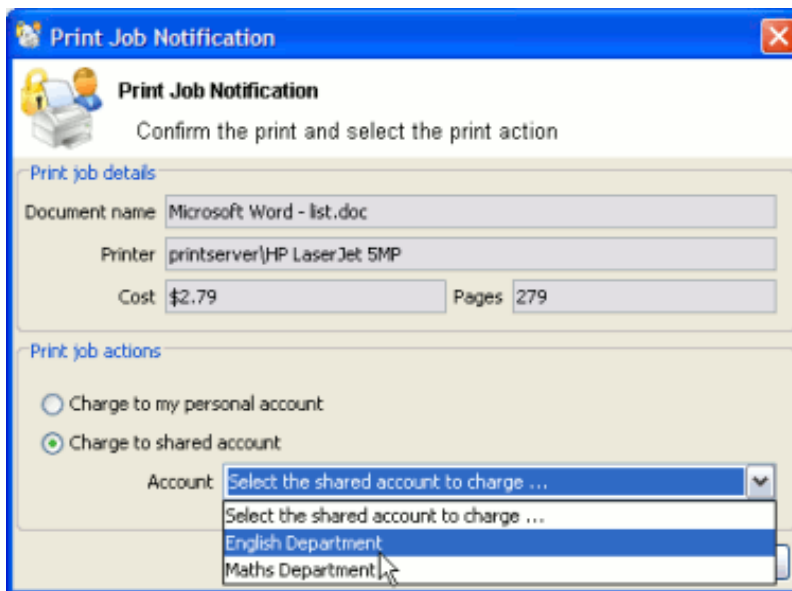 Print Job Notification
Print Job Notification
Confirm the print and select the print action
Print job details
Document name Microsoft Word - list.doc
Printer printserver\HP LaserJet 5MP
Cost $2.79 Pages 279
Print job actions
Charge to my personal account
Charge to shared account
Account Select the shared account to charge ...
Select the shared account to charge ...
English Department
Maths Department